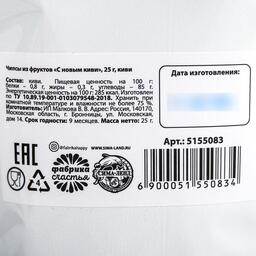 Чипсы из фруктов «С новым киви», 25 г, киви
Состав: киви. Пищевая ценность на 100 г:
белки – 0,8 г, жиры – 0,3 г, углеводы – 85 г.
Энергетическая ценность на 100 г: 285 ккал. Изготовлен
по ТУ 10.89.19-001-0103079548-2018. Хранить при
комнатной температуре и влажности не более 75 %.
Изготовитель: ИП Малкова В. В. Адрес: Россия, 140170,
Московская область, г. Бронницы, ул. Московская,
дом 14. Срок годности: 9 месяцев. Масса нетто: 25 г.
Дата изготовления:
Арт.: 5155083
ЕАС
4
@fabrikahappy
фабрика
счастья
WWW.SIMA-LAND.RU
СИМА-ЛЕНД
6 900051 550834